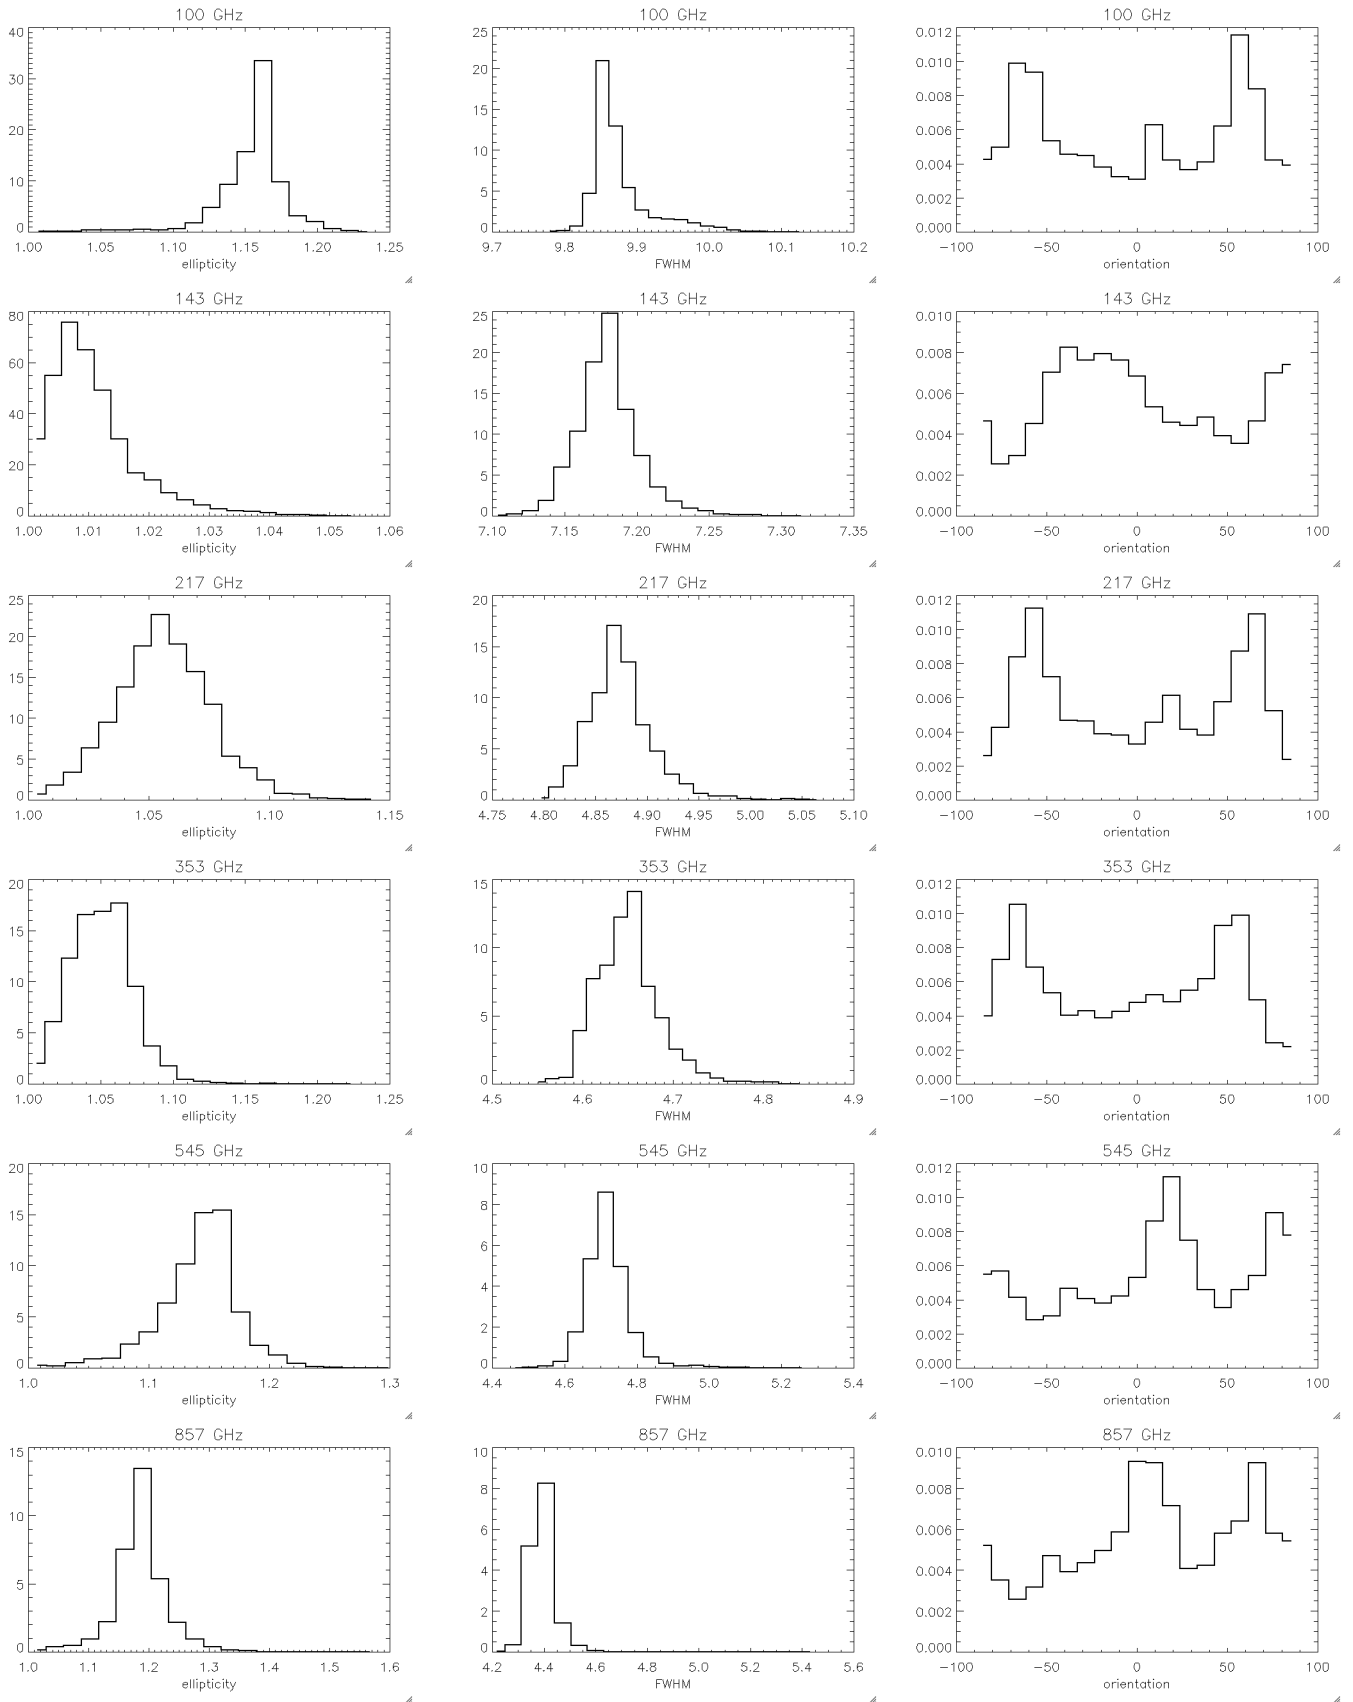 100 GHz 100 GHz 100 GHz
40 25 0.012
0.010
30 20 0.008
15
20 0.006
10 0.004
10 5 0.002
0 0 0.000
1.00 1.05 1.10 1.15 1.20 1.25 9.7 9.8 9.9 10.0 10.1 10.2 −100 −50 0 50 100
ellipticity FWHM orientation
143 GHz 143 GHz 143 GHz
80 25 0.010
20 0.008
60
15 0.006
40
10 0.004
20 5 0.002
0 0 0.000
1.00 1.01 1.02 1.03 1.04 1.05 1.06 7.10 7.15 7.20 7.25 7.30 7.35 −100 −50 0 50 100
ellipticity FWHM orientation
217 GHz 217 GHz 217 GHz
25 20 0.012
20 0.010
15 0.008
15
10 0.006
10 0.004
5 5 0.002
0 0 0.000
1.00 1.05 1.10 1.15 4.75 4.80 4.85 4.90 4.95 5.00 5.05 5.10 −100 −50 0 50 100
ellipticity FWHM orientation
353 GHz 353 GHz 353 GHz
20 15 0.012
0.010
15 10 0.008
10 0.006
5 5 0.004
0.002
0 0 0.000
1.00 1.05 1.10 1.15 1.20 1.25 4.5 4.6 4.7 4.8 4.9 −100 −50 0 50 100
ellipticity FWHM orientation
545 GHz 545 GHz 545 GHz
20 10 0.012
8 0.010
15 0.008
6
10 0.006
4 0.004
5 2 0.002
0 0 0.000
1.0 1.1 1.2 1.3 4.4 4.6 4.8 5.0 5.2 5.4 −100 −50 0 50 100
ellipticity FWHM orientation
857 GHz 857 GHz 857 GHz
15 10 0.010
8 0.008
10 6 0.006
5 4 0.004
2 0.002
0 0 0.000
1.0 1.1 1.2 1.3 1.4 1.5 1.6 4.2 4.4 4.6 4.8 5.0 5.2 5.4 5.6 −100 −50 0 50 100
ellipticity FWHM orientation